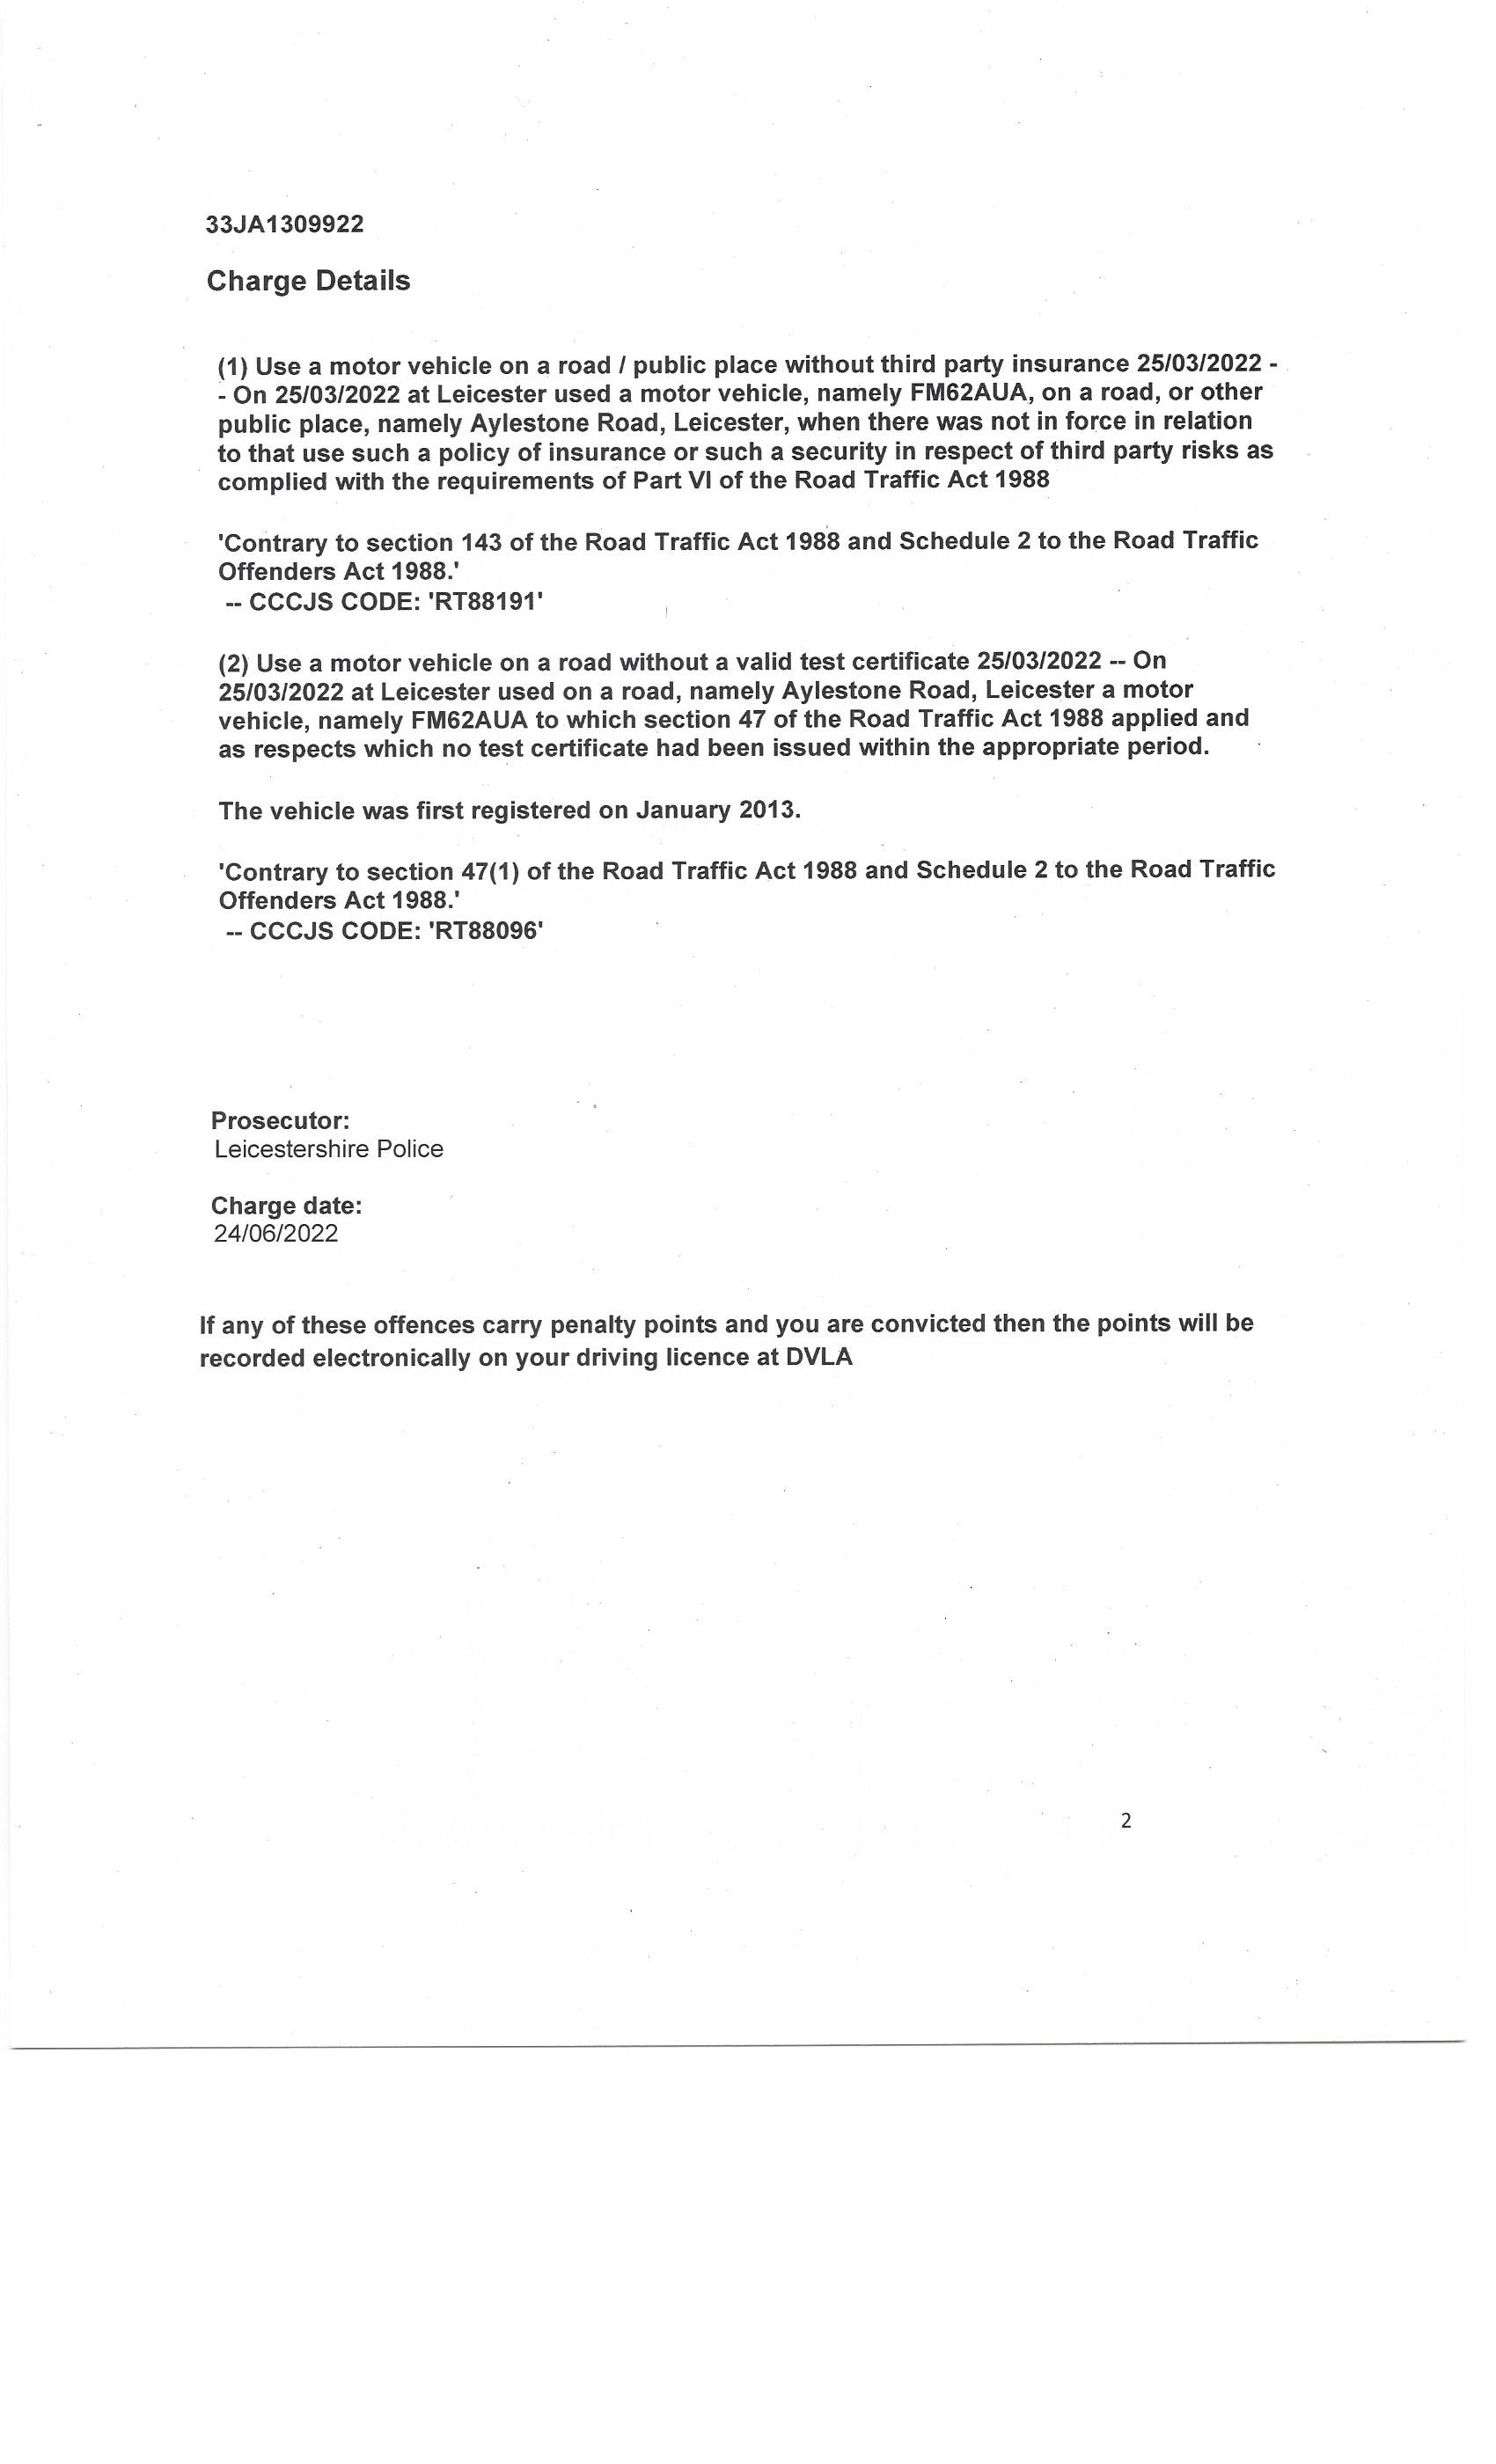 33JA1309922
Charge Details
(1) Use a motor vehicle on a road / public place without third party insurance 25/03/2022 -
- On 25/03/2022 at Leicester used a motor vehicle, namely FM62AUA, on a road, or other
public place, namely Aylestone Road, Leicester, when there was not in force in relation
to that use such a policy of insurance or such a security in respect of third party risks as
complied with the requirements of Part VI of the Road Traffic Act 1988
'Contrary to section 143 of the Road Traffic Act 1988 and Schedule 2 to the Road Traffic
Offenders Act 1988.'
-- CCCJS CODE: 'RT88191'
(2) Use a motor vehicle on a road without a valid test certificate 25/03/2022 -- On
25/03/2022 at Leicester used on a road, namely Aylestone Road, Leicester a motor
vehicle, namely FM62AUA to which section 47 of the Road Traffic Act 1988 applied and
as respects which no test certificate had been issued within the appropriate period.
The vehicle was first registered on January 2013.
'Contrary to section 47(1) of the Road Traffic Act 1988 and Schedule 2 to the Road Traffic
Offenders Act 1988.'
-- CCCJS CODE: 'RT88096'
Prosecutor:
Leicestershire Police
Charge date:
24/06/2022
If any of these offences carry penalty points and you are convicted then the points will be
recorded electronically on your driving licence at DVLA
2